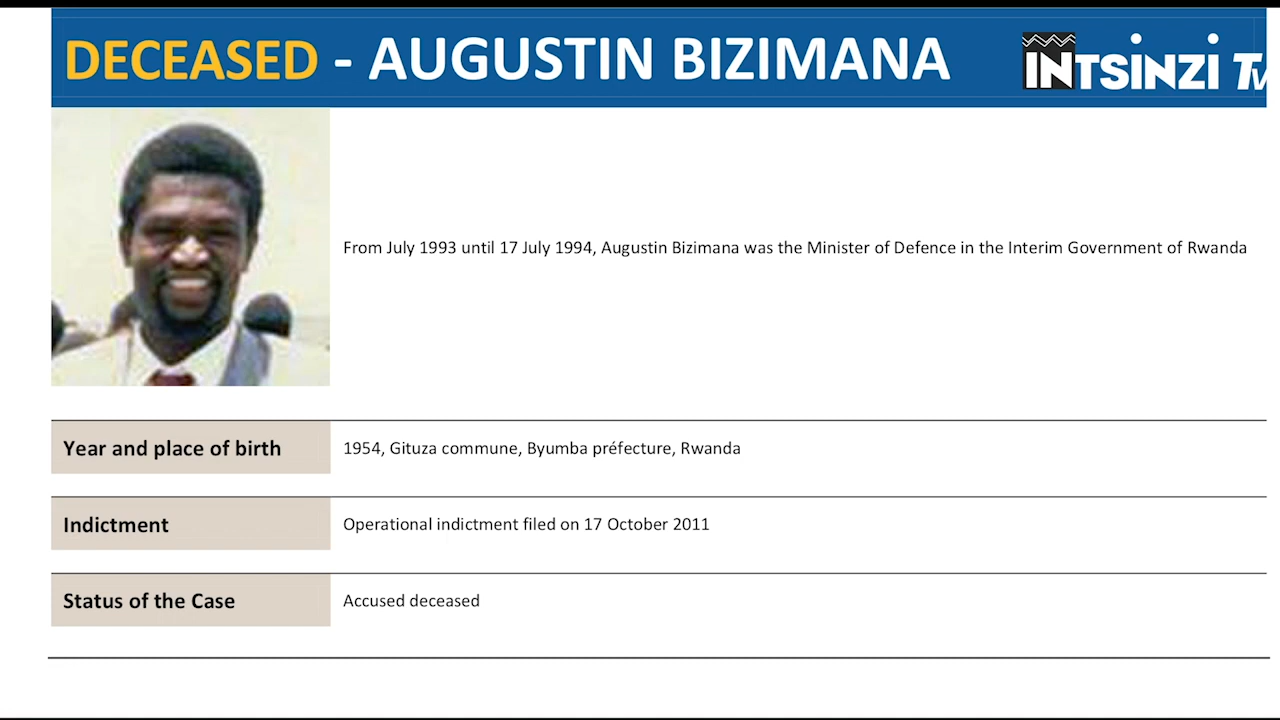 DECEASED - AUGUSTIN BIZIMANA
INTSINZI TV
From July 1993 until 17 July 1994, Augustin Bizimana was the Minister of Defence in the Interim Government of Rwanda
Year and place of birth
1954, Gituza commune, Byumba préfecture, Rwanda
Indictment
Operational indictment filed on 17 October 2011
Status of the Case
Accused deceased